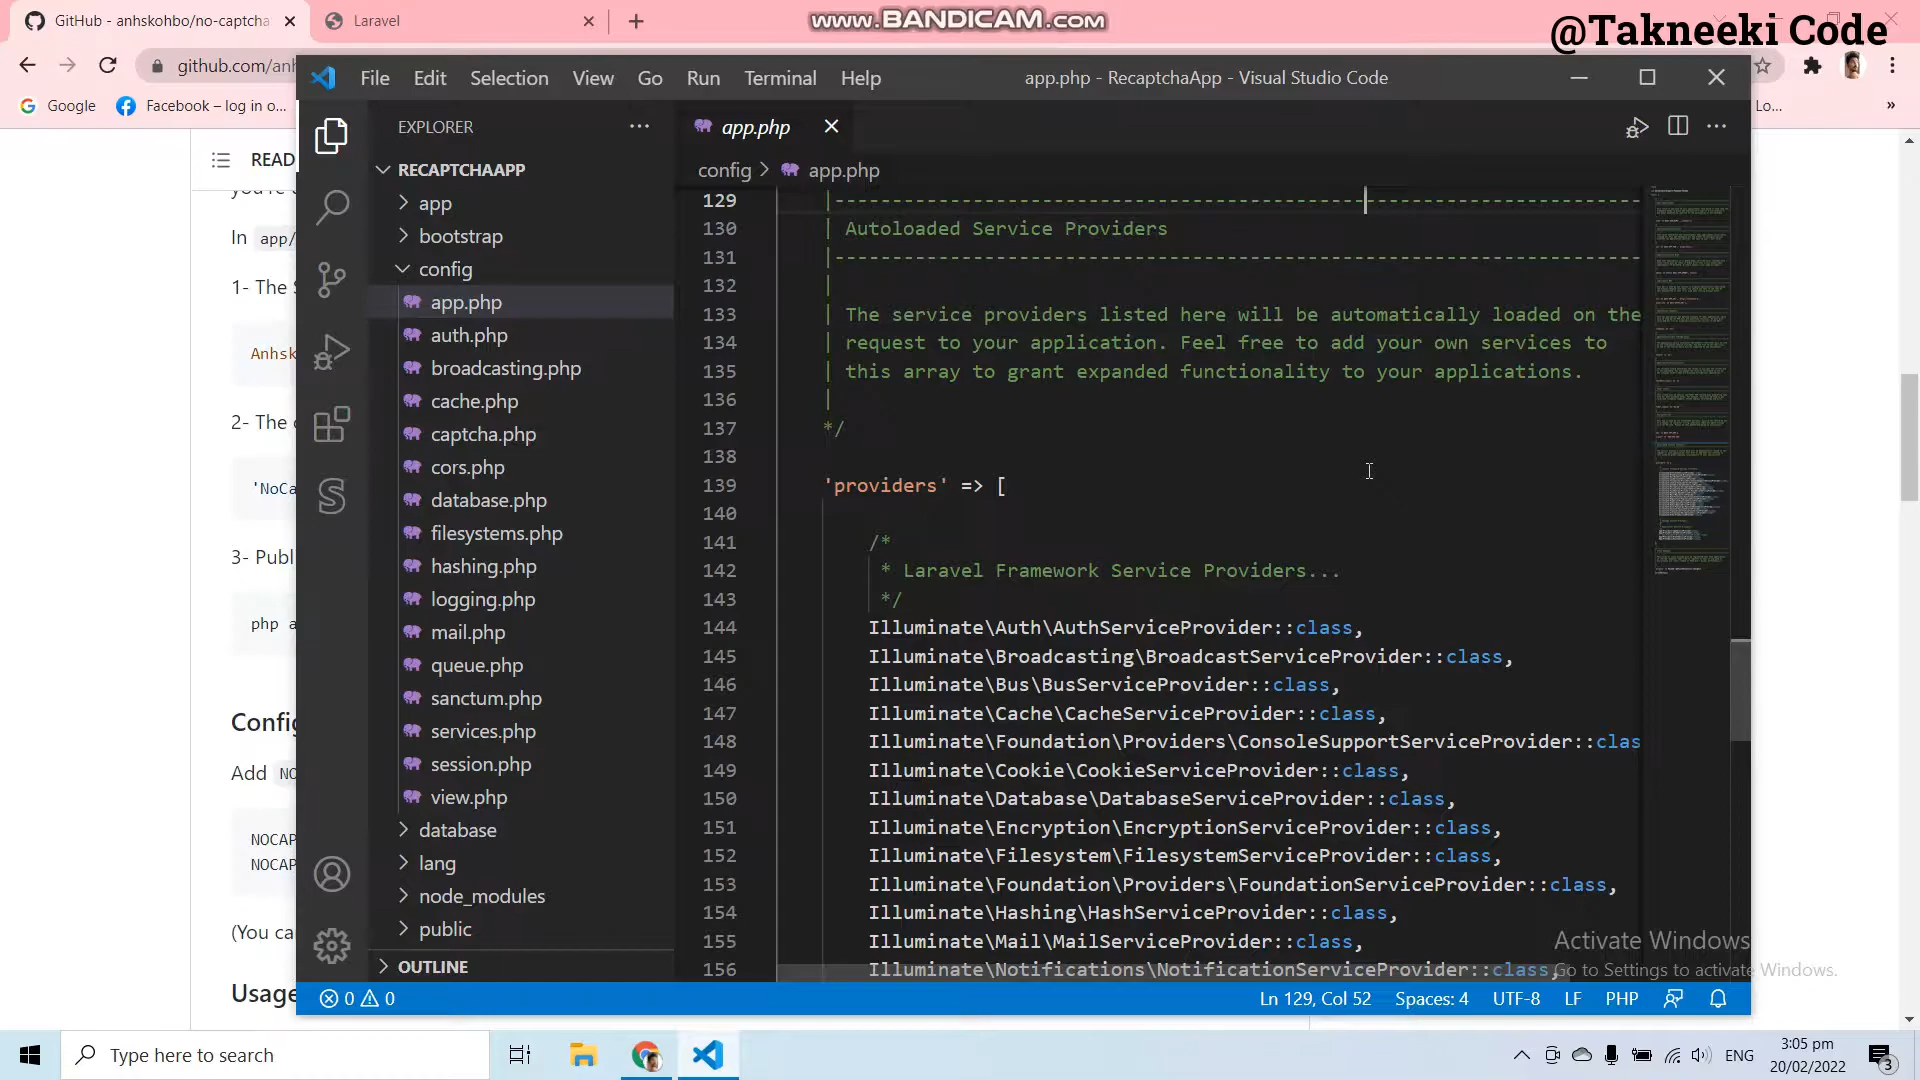 GitHub - anhskohbo/no-captcha
Laravel
WWW.BANDICAM.COM
@Takneeki Code
github.com/anh
Google
Facebook – log in o...
Lo...
»
File Edit Selection View Go Run Terminal Help
app.php - RecaptchaApp - Visual Studio Code
EXPLORER
app.php
config > app.php
RECAPTCHAAPP
app
bootstrap
config
app.php
auth.php
broadcasting.php
cache.php
captcha.php
cors.php
database.php
filesystems.php
hashing.php
logging.php
mail.php
queue.php
sanctum.php
services.php
session.php
view.php
database
lang
node_modules
public
OUTLINE
READ
In app/
1- The S
Anhsk
2- The
'NoCa
3- Publ
php a
Config
Add NO
NOCAP
NOCAP
(You ca
Usage
129 |-----------------------------------------------------------------------
130 | Autoloaded Service Providers
131 |-----------------------------------------------------------------------
132 |
133 | The service providers listed here will be automatically loaded on the
134 | request to your application. Feel free to add your own services to
135 | this array to grant expanded functionality to your applications.
136 |
137 */
138
139 'providers' => [
140
141 /*
142 * Laravel Framework Service Providers...
143 */
144 Illuminate\Auth\AuthServiceProvider::class,
145 Illuminate\Broadcasting\BroadcastServiceProvider::class,
146 Illuminate\Bus\BusServiceProvider::class,
147 Illuminate\Cache\CacheServiceProvider::class,
148 Illuminate\Foundation\Providers\ConsoleSupportServiceProvider::clas
149 Illuminate\Cookie\CookieServiceProvider::class,
150 Illuminate\Database\DatabaseServiceProvider::class,
151 Illuminate\Encryption\EncryptionServiceProvider::class,
152 Illuminate\Filesystem\FilesystemServiceProvider::class,
153 Illuminate\Foundation\Providers\FoundationServiceProvider::class,
154 Illuminate\Hashing\HashServiceProvider::class,
155 Illuminate\Mail\MailServiceProvider::class,
156 Illuminate\Notifications\NotificationServiceProvider::class,
Activate Windows
Go to Settings to activate Windows.
0 0
Ln 129, Col 52 Spaces: 4 UTF-8 LF PHP
Type here to search
ENG
3:05 pm
20/02/2022
3